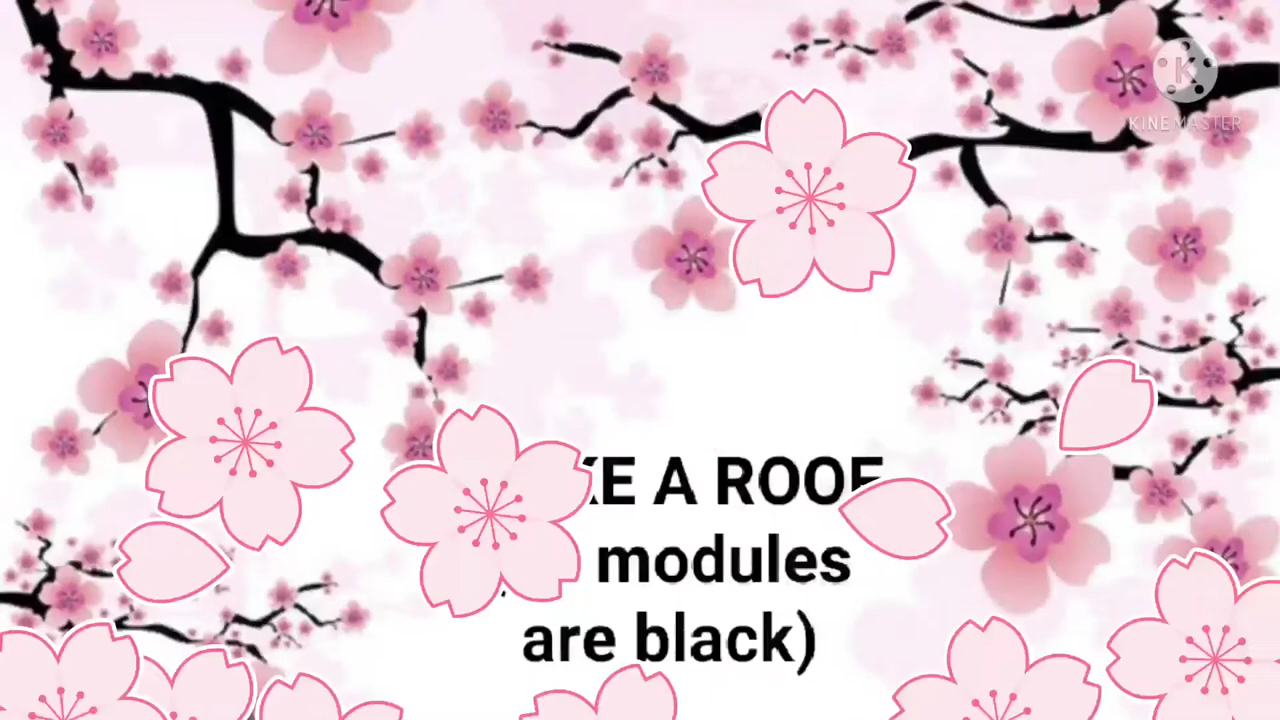 K
KINEMASTER
A ROOF
modules
are black)